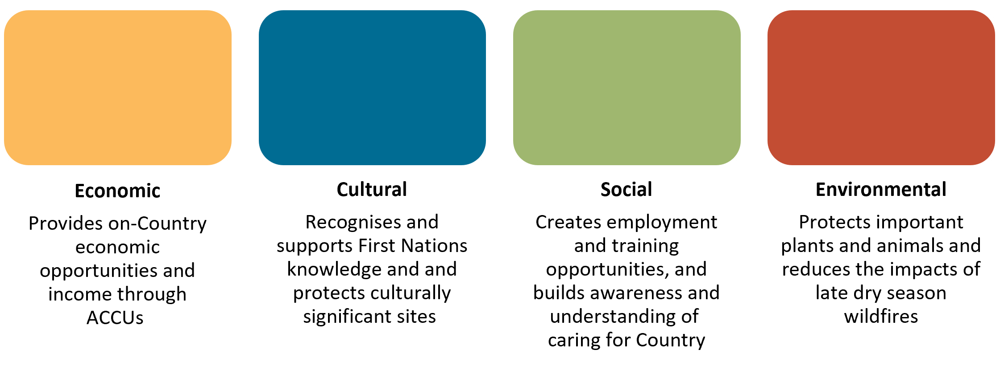 Economic
Provides on-Country
economic
opportunities and
income through
ACCUs
Cultural
Recognises and
supports First Nations
knowledge and and
protects culturally
significant sites
Social
Creates employment
and training
opportunities, and
builds awareness and
understanding of
caring for Country
Environmental
Protects important
plants and animals and
reduces the impacts of
late dry season
wildfires